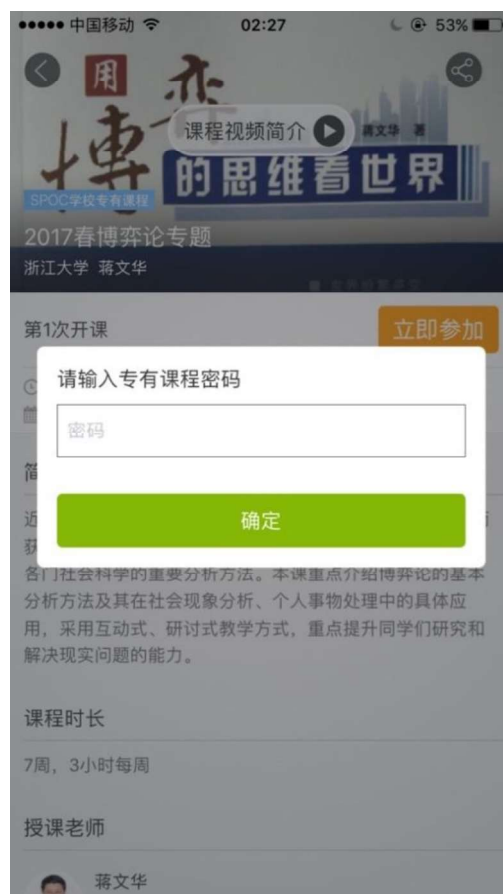 中国移动 02:27 53%
用
博弈
课程视频简介
蒋文华 著
的思维看世界
SPOC学校专有课程
2017春博弈论专题
浙江大学 蒋文华
第1次开课
立即参加
请输入专有课程密码
密码
确定
简
近
获
各门社会科学的重要分析方法。本课重点介绍博弈论的基本
分析方法及其在社会现象分析、个人事物处理中的具体应
用，采用互动式、研讨式教学方式，重点提升同学们研究和
解决现实问题的能力。
课程时长
7周，3小时每周
授课老师
蒋文华